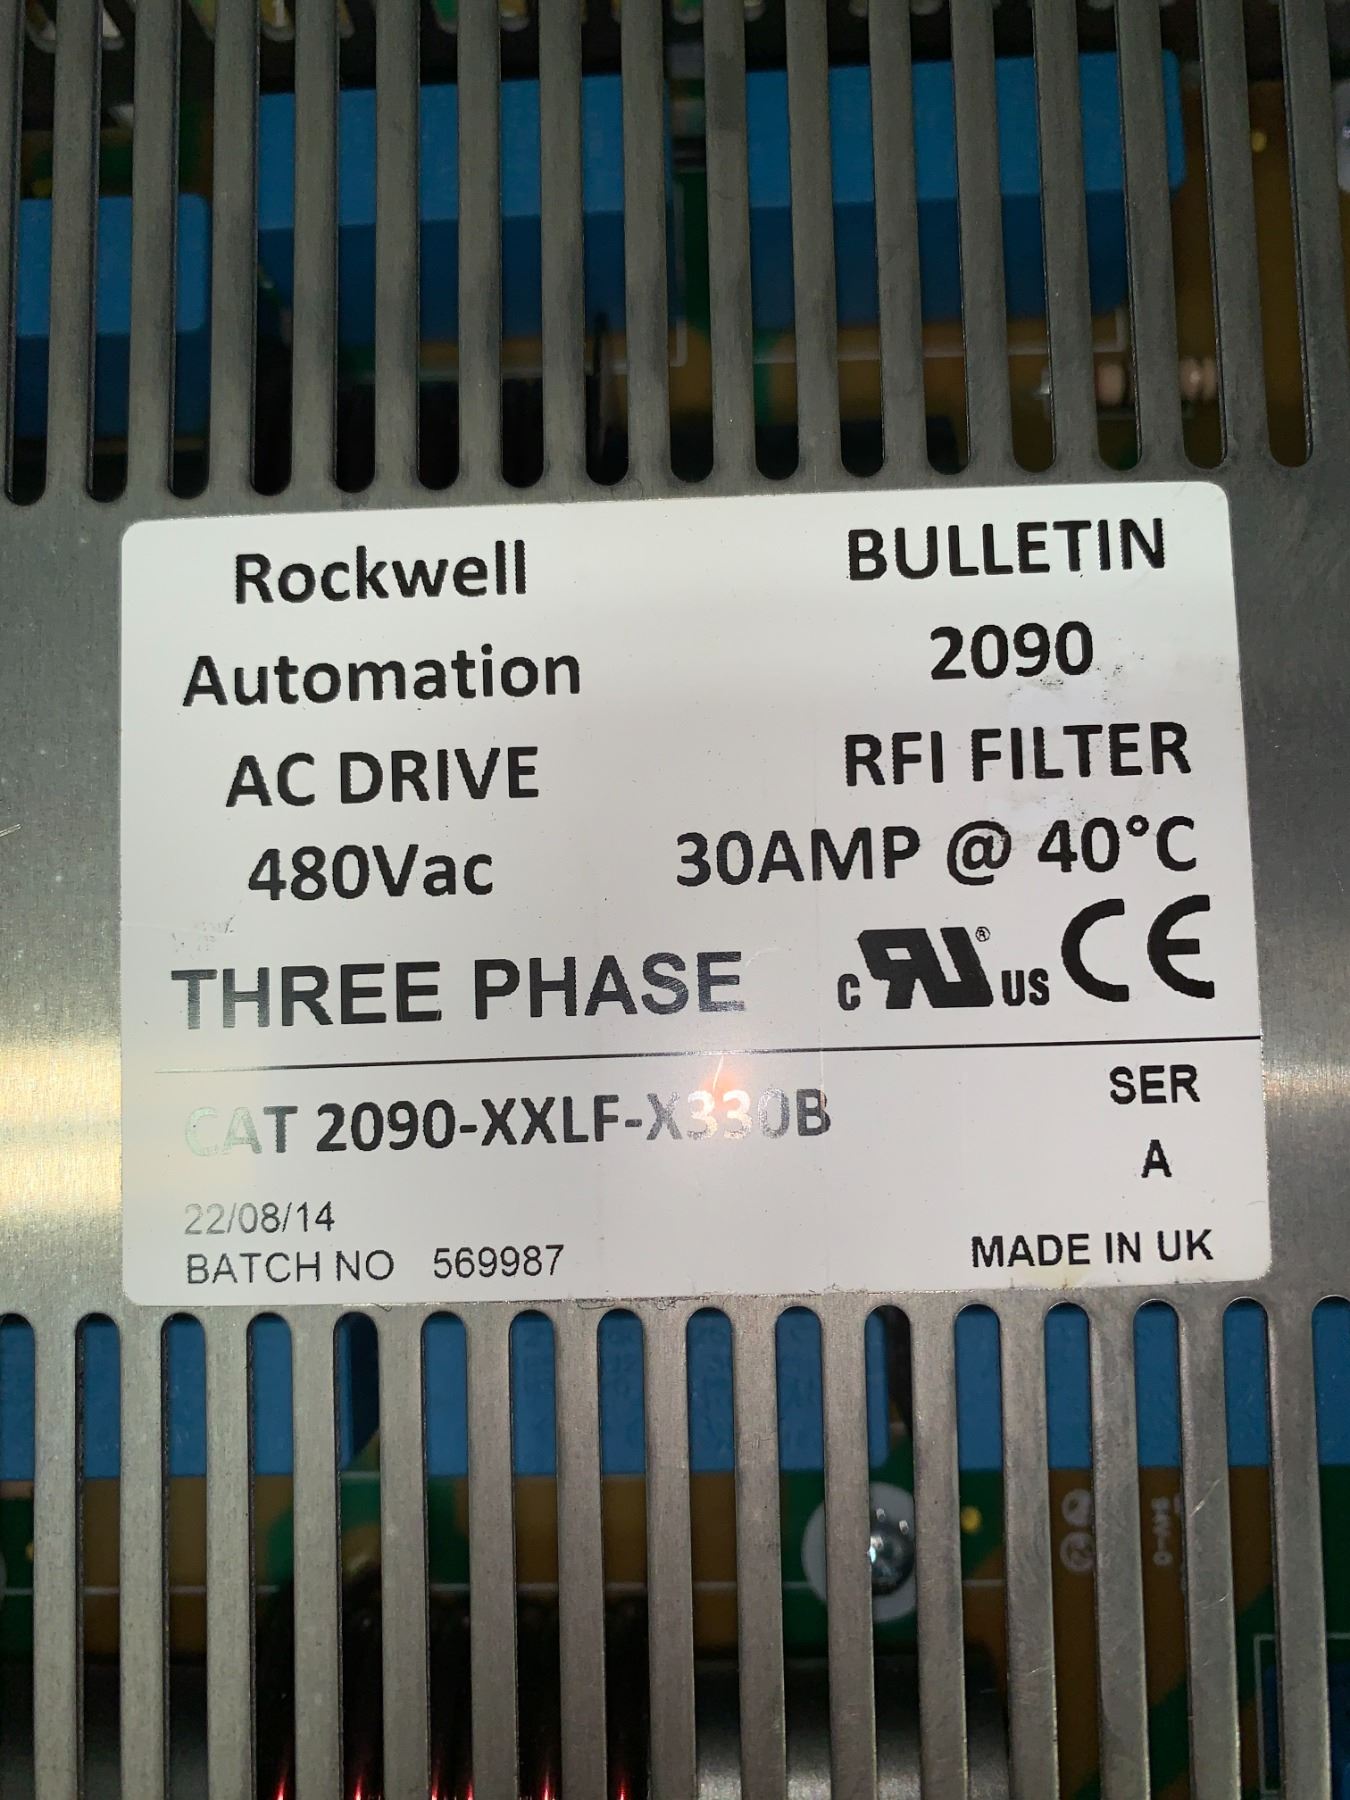 Rockwell BULLETIN
Automation 2090
AC DRIVE RFI FILTER
480Vac 30AMP @ 40°C
THREE PHASE c RU ® US CE
CAT 2090-XXLF-X330B SER
A
22/08/14
BATCH NO 569987 MADE IN UK